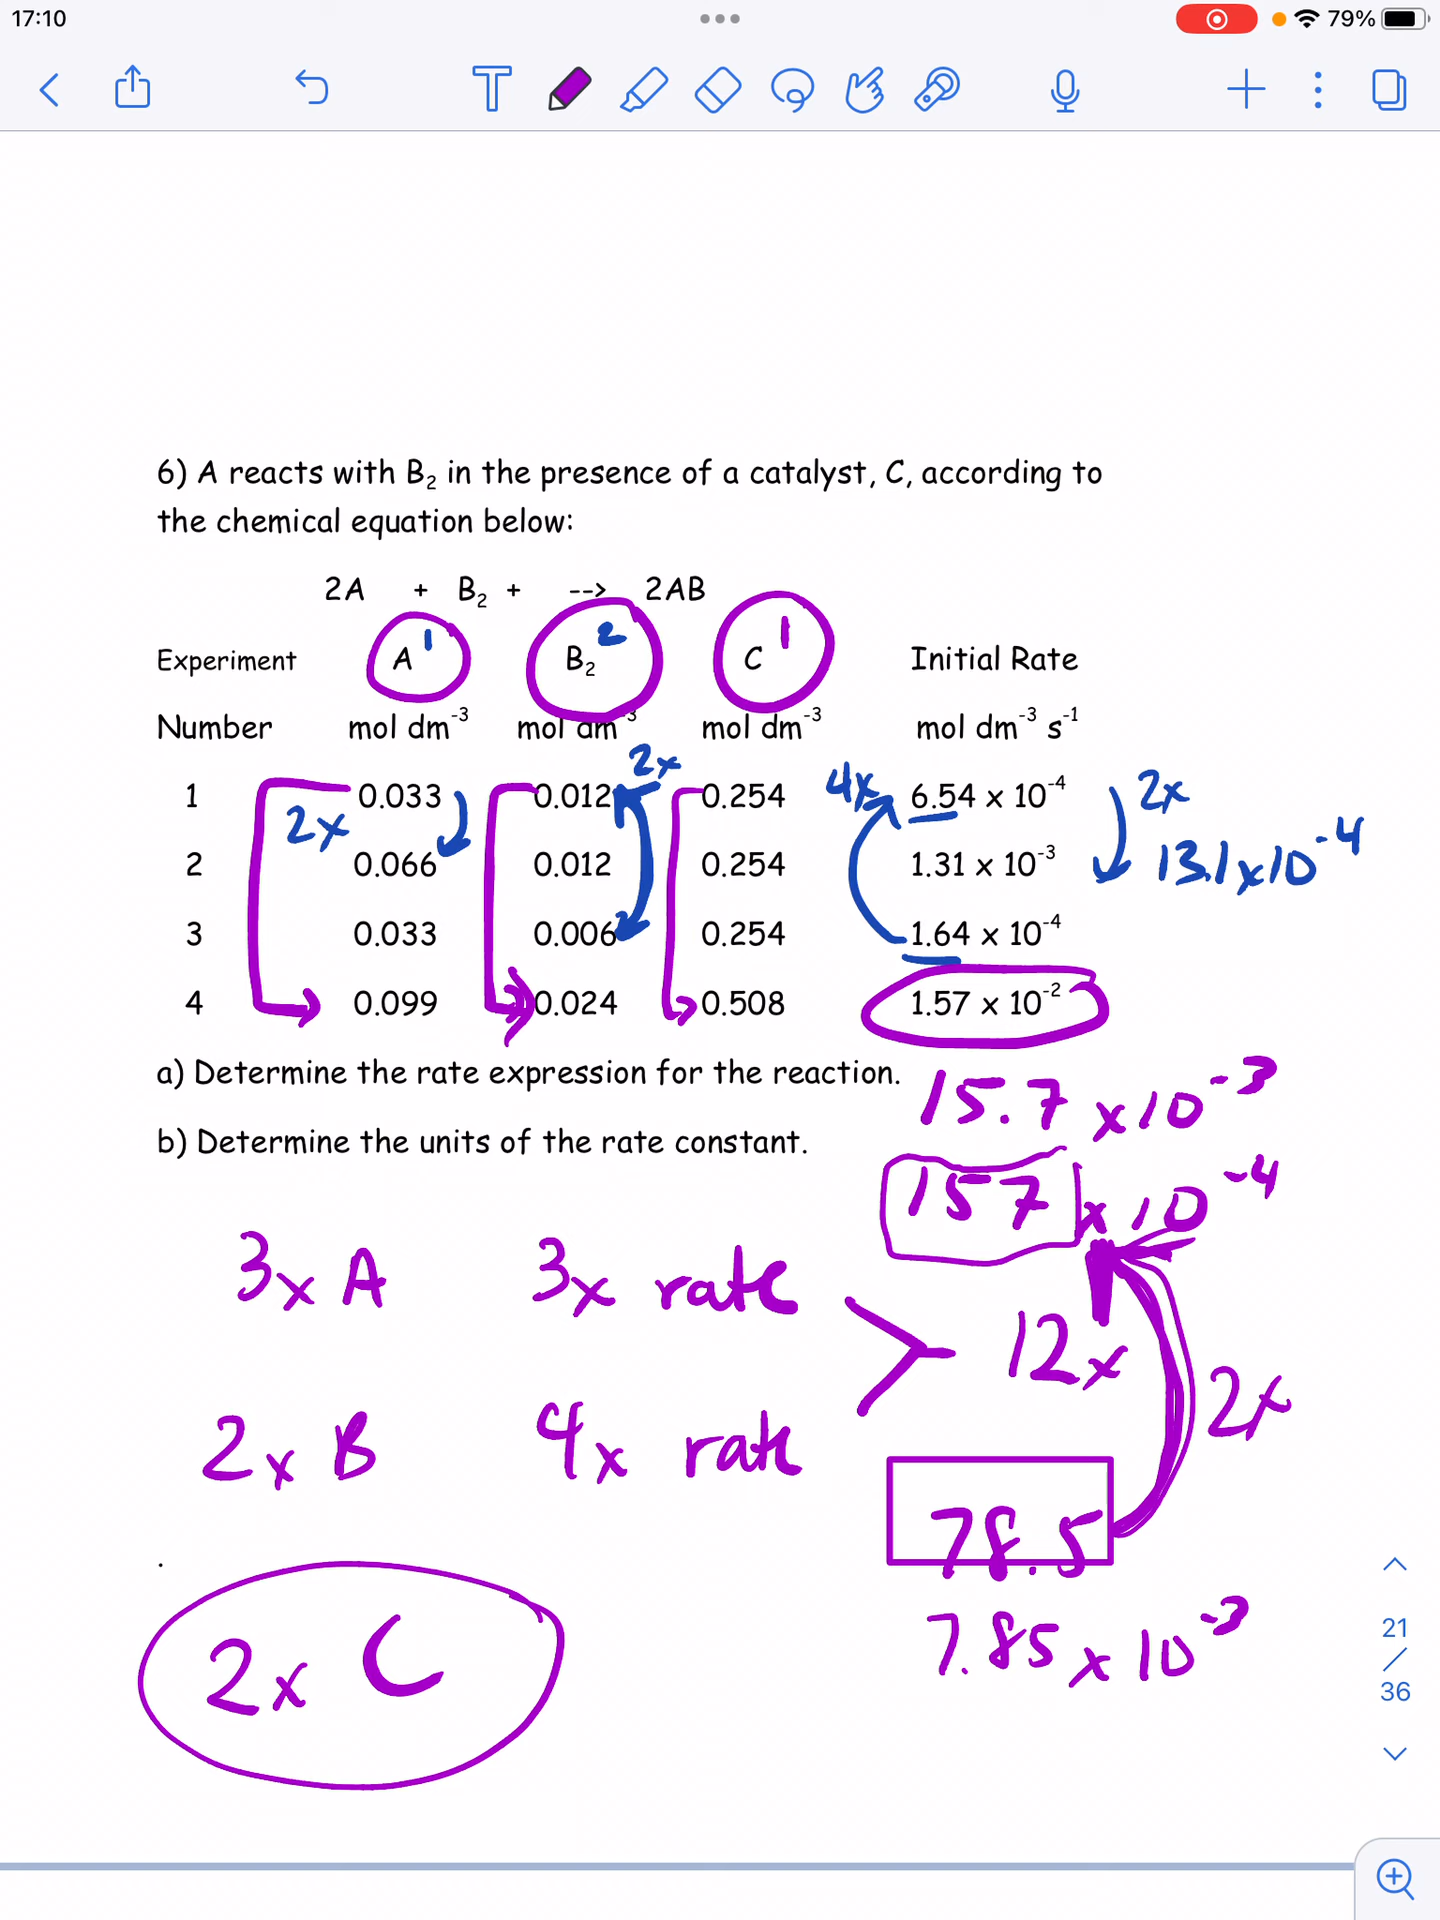 17:10
79%
T
6) A reacts with B₂ in the presence of a catalyst, C, according to
the chemical equation below:
2A + B₂ + --> 2AB
Experiment A 1 B₂ 2 C 1 Initial Rate
Number mol dm⁻³ mol dm⁻³ mol dm⁻³ mol dm⁻³ s⁻¹
2x
1 0.033 0.012 0.254 4x 6.54 x 10⁻⁴ 2x
2x
2 0.066 0.012 0.254 1.31 x 10⁻³ 13.1x10⁻⁴
3 0.033 0.006 0.254 1.64 x 10⁻⁴
4 0.099 0.024 0.508 1.57 x 10⁻²
a) Determine the rate expression for the reaction.
15.7 x10⁻³
b) Determine the units of the rate constant.
157 x10⁻⁴
3x A 3x rate
12x
2x
2x B 4x rate
78.5
2x C
7.85 x 10⁻³
21
/
36